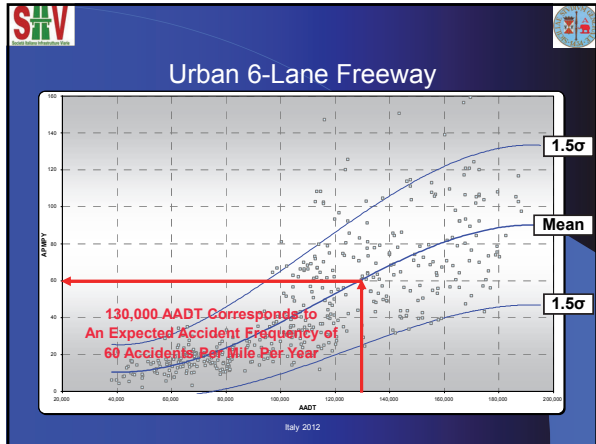 SIIV
Società Italiana Infrastrutture Viarie
Urban 6-Lane Freeway
160
140
120
100
80
60
40
20
0
APMPY
1.5σ
Mean
1.5σ
130,000 AADT Corresponds to
An Expected Accident Frequency of
60 Accidents Per Mile Per Year
20,000 40,000 60,000 80,000 100,000 120,000 140,000 160,000 180,000 200,000
AADT
Italy 2012